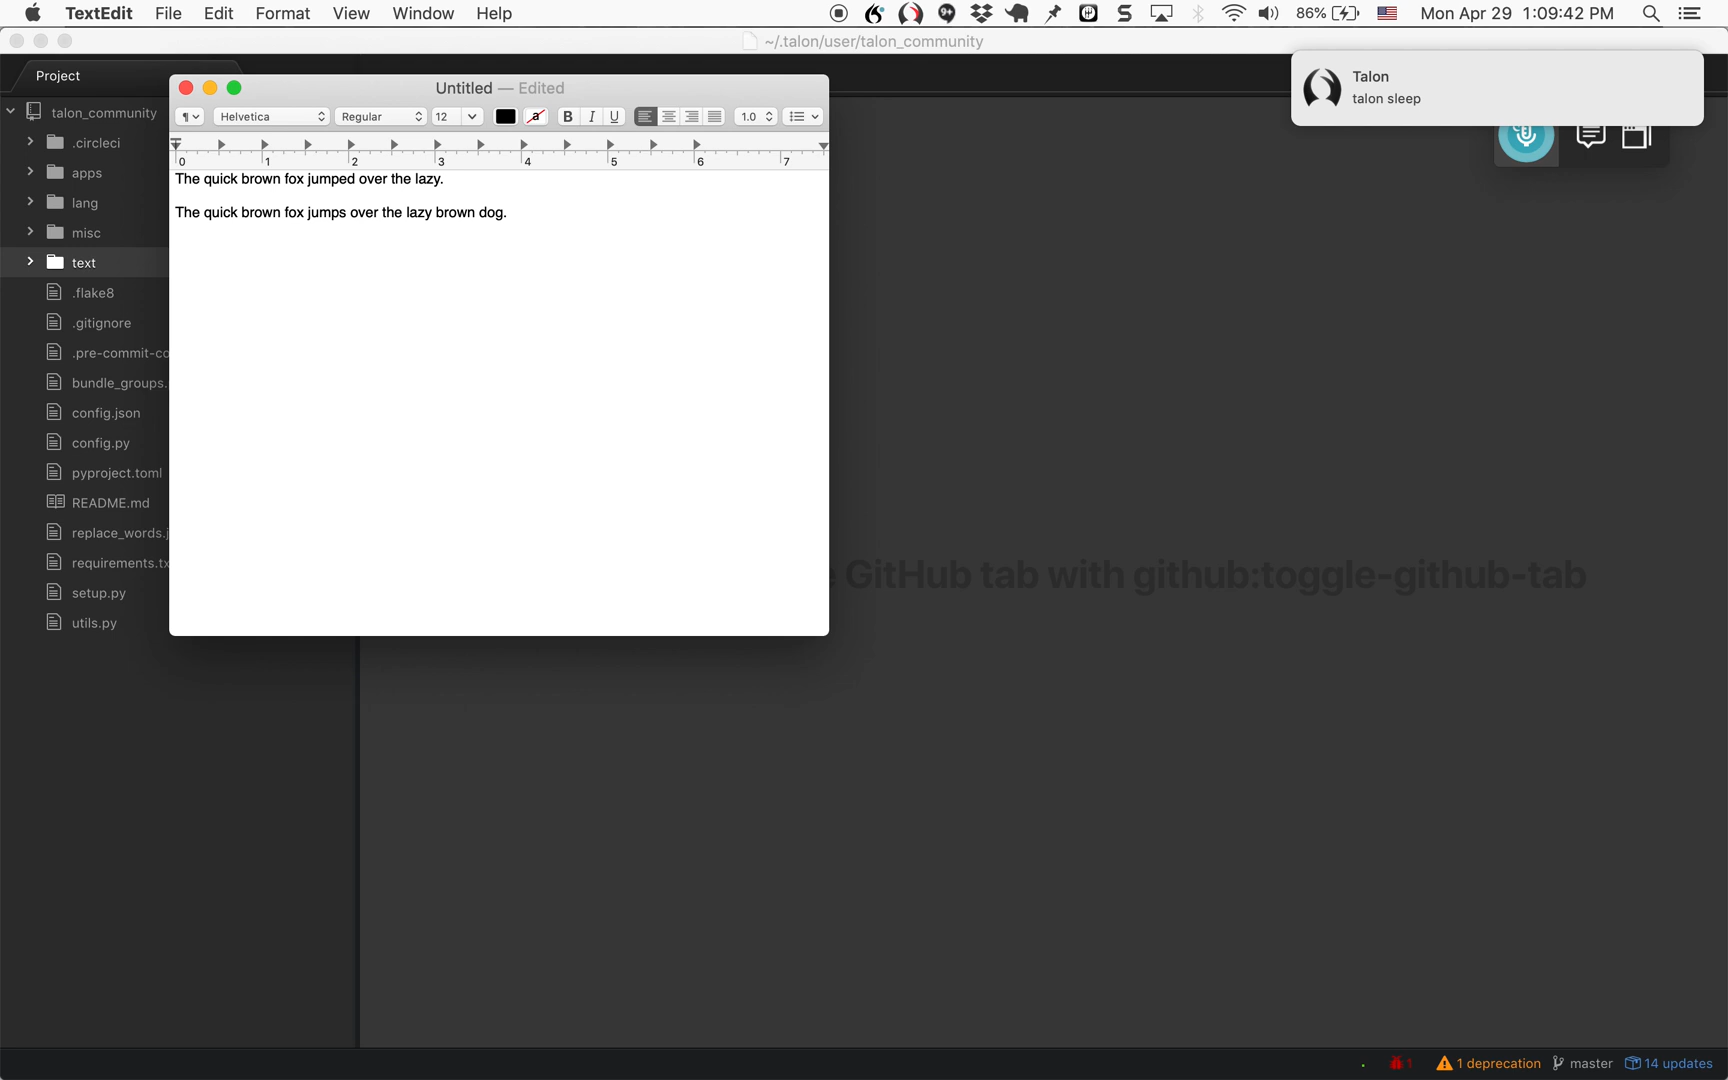 TextEdit File Edit Format View Window Help 86% Mon Apr 29 1:09:42 PM
~/.talon/user/talon_community
Talon
talon sleep
Project
talon_community
.circleci
apps
lang
misc
text
.flake8
.gitignore
.pre-commit-co
bundle_groups.
config.json
config.py
pyproject.toml
README.md
replace_words.j
requirements.tx
setup.py
utils.py
Untitled — Edited
Helvetica Regular 12 a B I U 1.0
0 1 2 3 4 5 6 7
The quick brown fox jumped over the lazy.
The quick brown fox jumps over the lazy brown dog.
GitHub tab with github:toggle-github-tab
1 1 deprecation master 14 updates